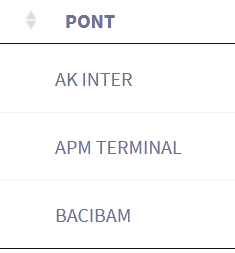 PONT
AK INTER
APM TERMINAL
BACIBAM